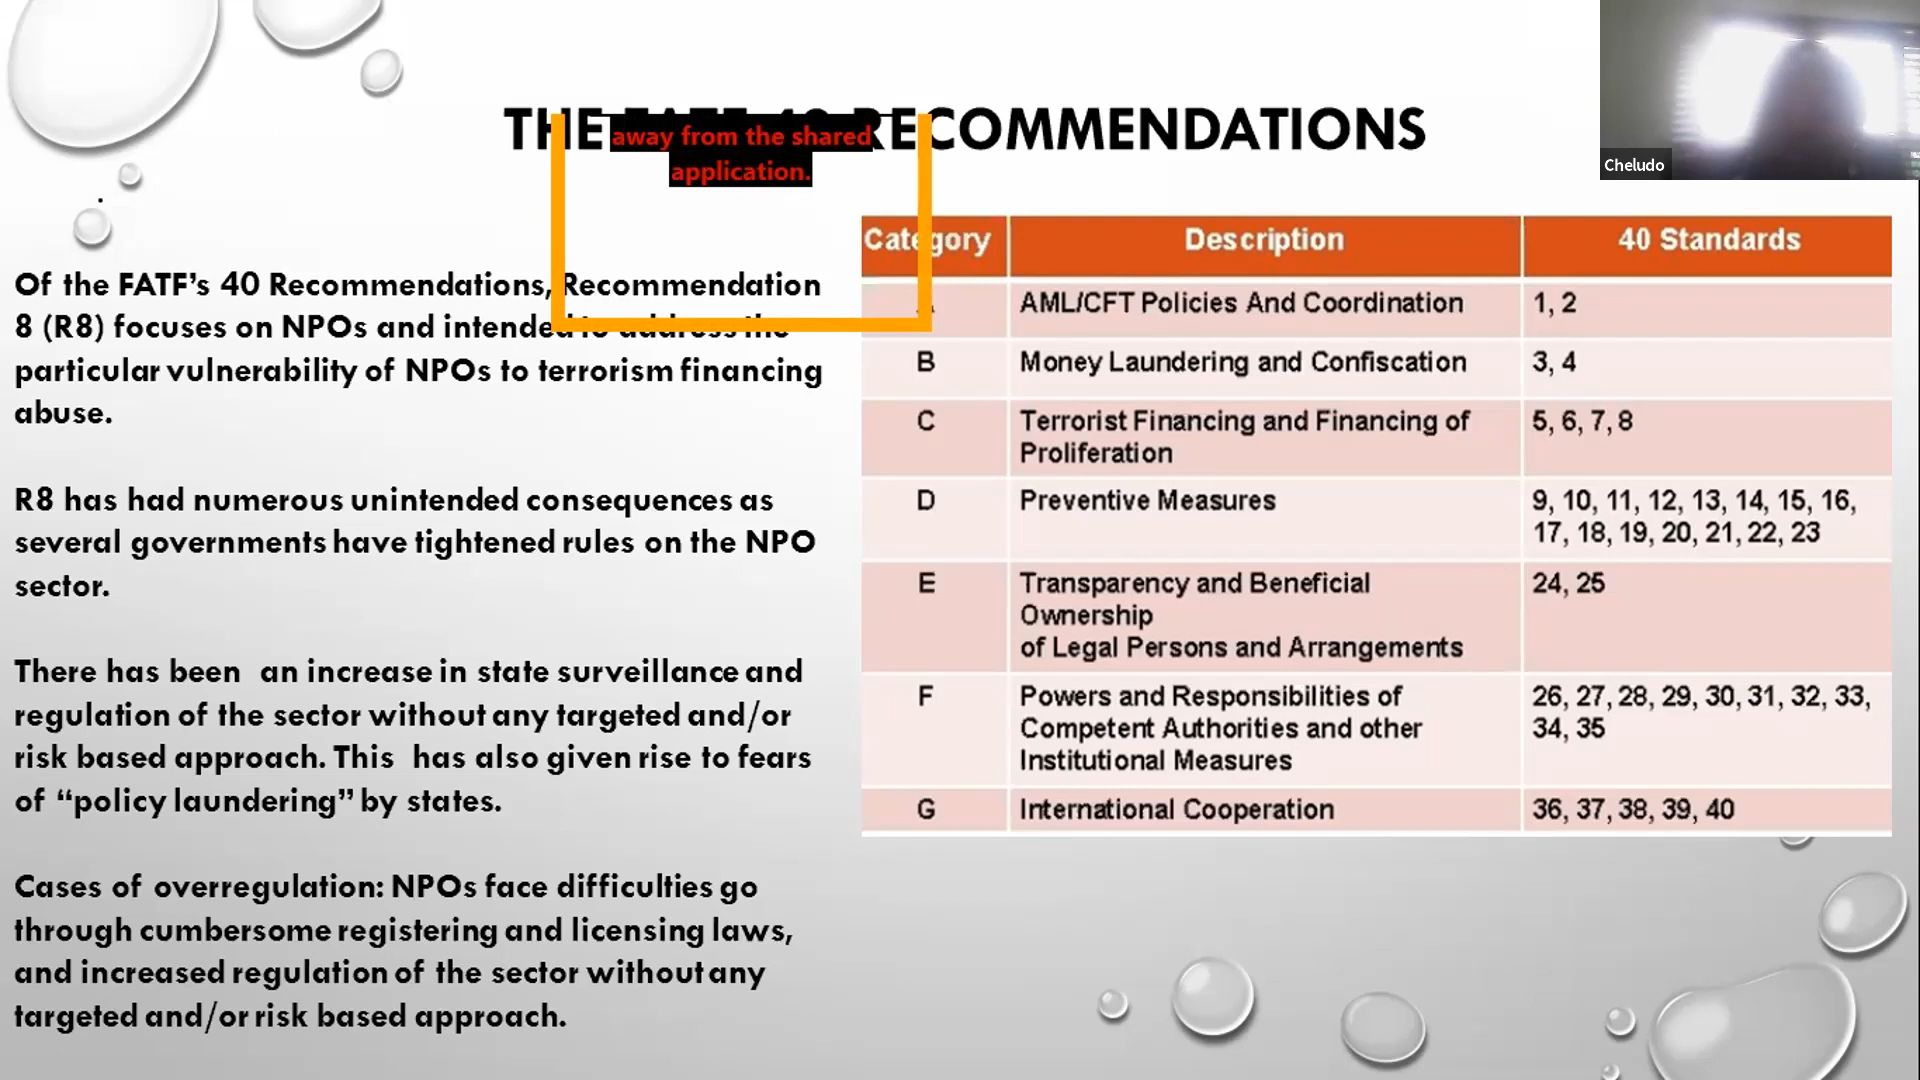 THE FATF 40 RECOMMENDATIONS
away from the shared
application.
Cheludo
.
Of the FATF’s 40 Recommendations, Recommendation
8 (R8) focuses on NPOs and intended to address the
particular vulnerability of NPOs to terrorism financing
abuse.
R8 has had numerous unintended consequences as
several governments have tightened rules on the NPO
sector.
There has been an increase in state surveillance and
regulation of the sector without any targeted and/or
risk based approach. This has also given rise to fears
of “policy laundering” by states.
Cases of overregulation: NPOs face difficulties go
through cumbersome registering and licensing laws,
and increased regulation of the sector without any
targeted and/or risk based approach.
Category Description 40 Standards
A AML/CFT Policies And Coordination 1, 2
B Money Laundering and Confiscation 3, 4
C Terrorist Financing and Financing of 5, 6, 7, 8
Proliferation
D Preventive Measures 9, 10, 11, 12, 13, 14, 15, 16,
17, 18, 19, 20, 21, 22, 23
E Transparency and Beneficial 24, 25
Ownership
of Legal Persons and Arrangements
F Powers and Responsibilities of 26, 27, 28, 29, 30, 31, 32, 33,
Competent Authorities and other 34, 35
Institutional Measures
G International Cooperation 36, 37, 38, 39, 40